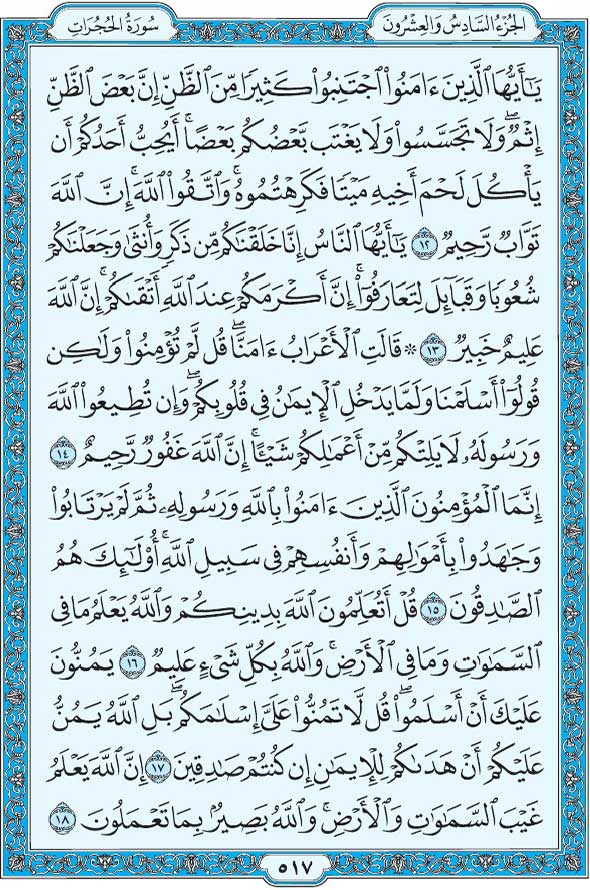 الجزء السادس والعشرون
سورة الحجرات
يَـٰٓأَيُّهَا ٱلَّذِينَ ءَامَنُوا۟ ٱجْتَنِبُوا۟ كَثِيرًا مِّنَ ٱلظَّنِّ إِنَّ بَعْضَ ٱلظَّنِّ
إِثْمٌ ۖ وَلَا تَجَسَّسُوا۟ وَلَا يَغْتَب بَّعْضُكُم بَعْضًا ۚ أَيُحِبُّ أَحَدُكُمْ أَن
يَأْكُلَ لَحْمَ أَخِيهِ مَيْتًا فَكَرِهْتُمُوهُ ۚ وَٱتَّقُوا۟ ٱللَّهَ ۚ إِنَّ ٱللَّهَ
تَوَّابٌ رَّحِيمٌ ١٢ يَـٰٓأَيُّهَا ٱلنَّاسُ إِنَّا خَلَقْنَـٰكُم مِّن ذَكَرٍ وَأُنثَىٰ وَجَعَلْنَـٰكُمْ
شُعُوبًا وَقَبَآئِلَ لِتَعَارَفُوٓا۟ ۚ إِنَّ أَكْرَمَكُمْ عِندَ ٱللَّهِ أَتْقَىٰكُمْ ۚ إِنَّ ٱللَّهَ
عَلِيمٌ خَبِيرٌ ١٣ ۞ قَالَتِ ٱلْأَعْرَابُ ءَامَنَّا ۖ قُل لَّمْ تُؤْمِنُوا۟ وَلَـٰكِن
قُولُوٓا۟ أَسْلَمْنَا وَلَمَّا يَدْخُلِ ٱلْإِيمَـٰنُ فِى قُلُوبِكُمْ ۖ وَإِن تُطِيعُوا۟ ٱللَّهَ
وَرَسُولَهُۥ لَا يَلِتْكُم مِّنْ أَعْمَـٰلِكُمْ شَيْـًٔا ۚ إِنَّ ٱللَّهَ غَفُورٌ رَّحِيمٌ ١٤
إِنَّمَا ٱلْمُؤْمِنُونَ ٱلَّذِينَ ءَامَنُوا۟ بِٱللَّهِ وَرَسُولِهِۦ ثُمَّ لَمْ يَرْتَابُوا۟
وَجَـٰهَدُوا۟ بِأَمْوَٰلِهِمْ وَأَنفُسِهِمْ فِى سَبِيلِ ٱللَّهِ ۚ أُو۟لَـٰٓئِكَ هُمُ
ٱلصَّـٰدِقُونَ ١٥ قُلْ أَتُعَلِّمُونَ ٱللَّهَ بِدِينِكُمْ وَٱللَّهُ يَعْلَمُ مَا فِى
ٱلسَّمَـٰوَٰتِ وَمَا فِى ٱلْأَرْضِ ۚ وَٱللَّهُ بِكُلِّ شَىْءٍ عَلِيمٌ ١٦ يَمُنُّونَ
عَلَيْكَ أَنْ أَسْلَمُوا۟ ۖ قُل لَّا تَمُنُّوا۟ عَلَىَّ إِسْلَـٰمَكُم ۖ بَلِ ٱللَّهُ يَمُنُّ
عَلَيْكُمْ أَنْ هَدَىٰكُمْ لِلْإِيمَـٰنِ إِن كُنتُمْ صَـٰدِقِينَ ١٧ إِنَّ ٱللَّهَ يَعْلَمُ
غَيْبَ ٱلسَّمَـٰوَٰتِ وَٱلْأَرْضِ ۚ وَٱللَّهُ بَصِيرٌۢ بِمَا تَعْمَلُونَ ١٨
٥١٧